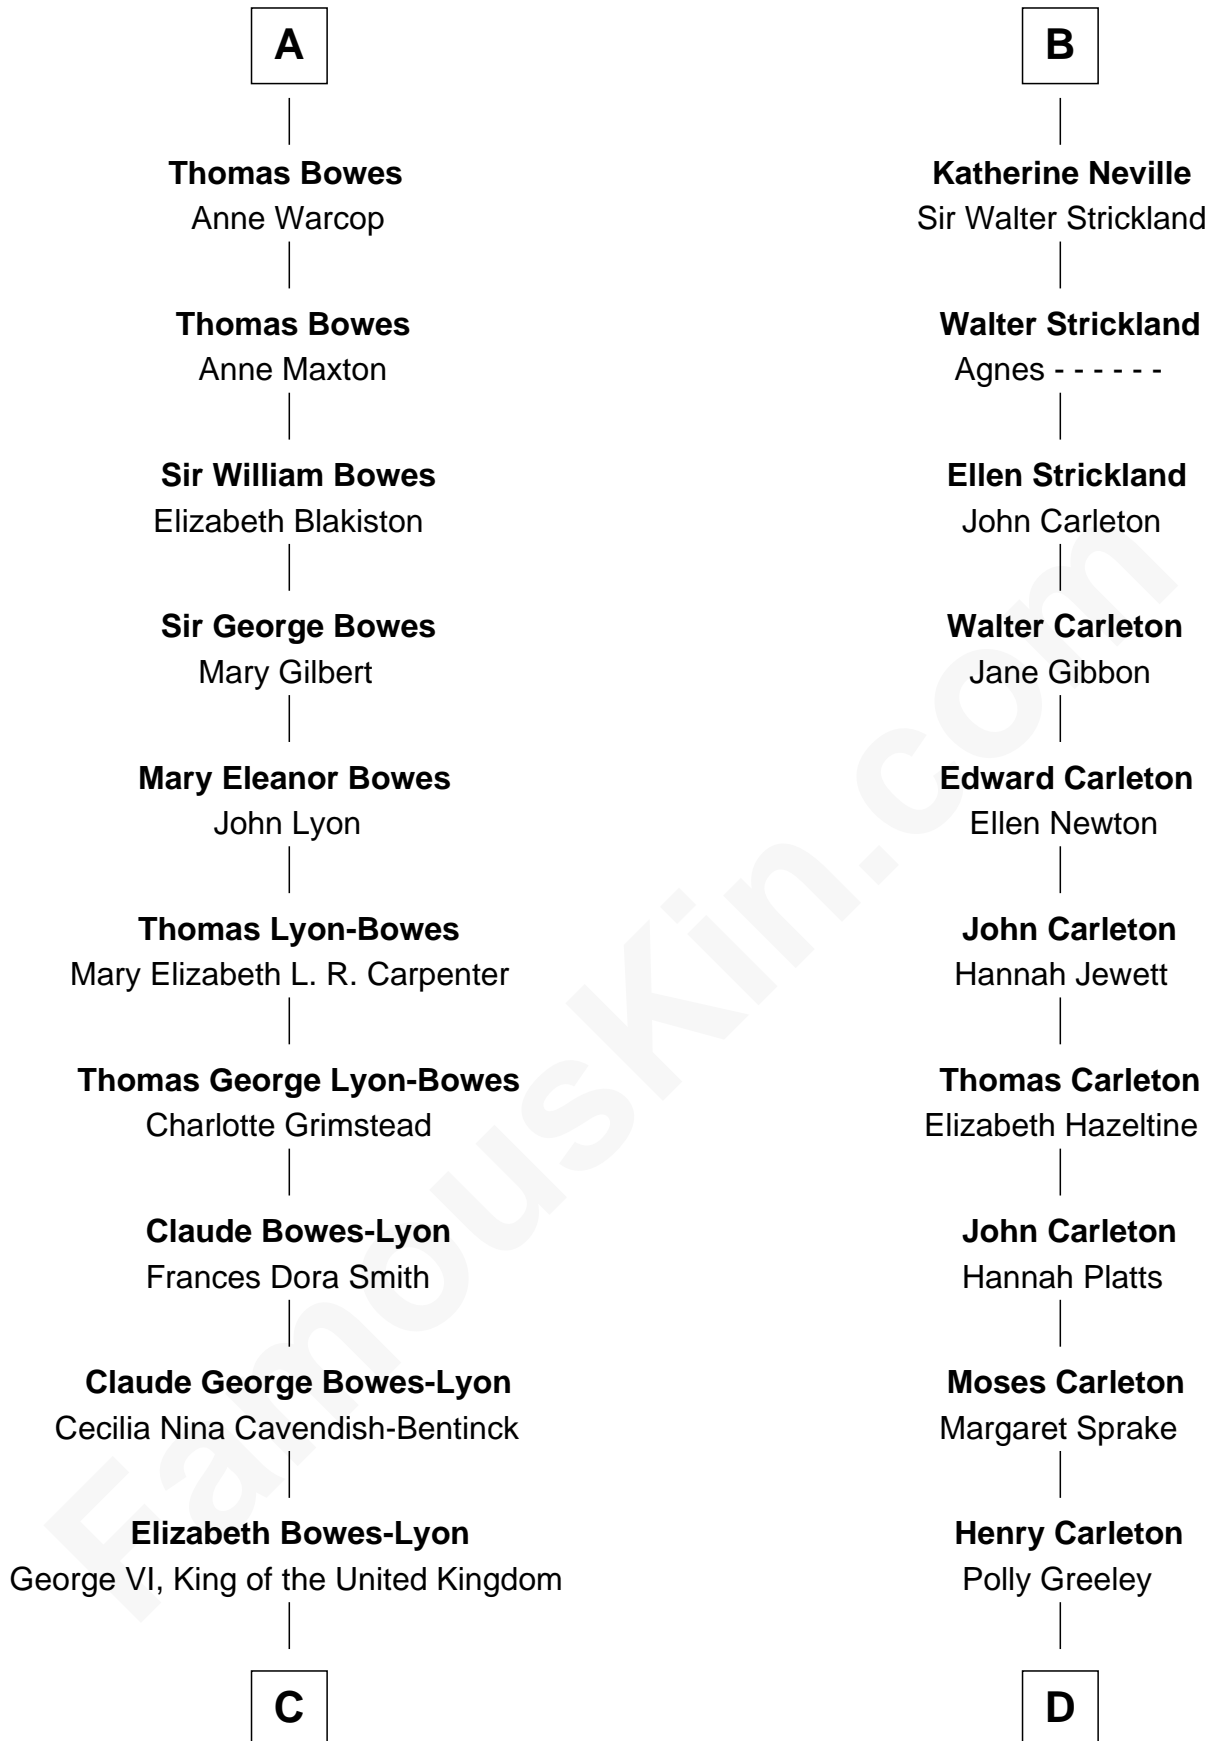 A
Thomas Bowes
Anne Warcop
Thomas Bowes
Anne Maxton
Sir William Bowes
Elizabeth Blakiston
Sir George Bowes
Mary Gilbert
Mary Eleanor Bowes
John Lyon
Thomas Lyon-Bowes
Mary Elizabeth L. R. Carpenter
Thomas George Lyon-Bowes
Charlotte Grimstead
Claude Bowes-Lyon
Frances Dora Smith
Claude George Bowes-Lyon
Cecilia Nina Cavendish-Bentinck
Elizabeth Bowes-Lyon
George VI, King of the United Kingdom
C
B
Katherine Neville
Sir Walter Strickland
Walter Strickland
Agnes - - - - - -
Ellen Strickland
John Carleton
Walter Carleton
Jane Gibbon
Edward Carleton
Ellen Newton
John Carleton
Hannah Jewett
Thomas Carleton
Elizabeth Hazeltine
John Carleton
Hannah Platts
Moses Carleton
Margaret Sprake
Henry Carleton
Polly Greeley
D
FamousKin.com